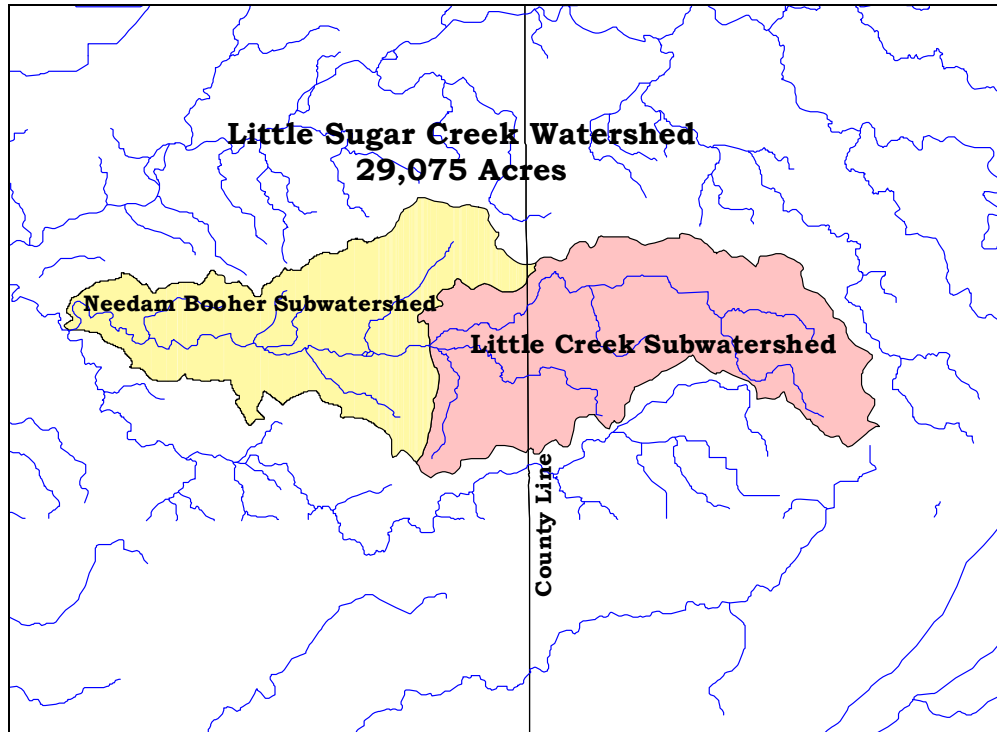 Little Sugar Creek Watershed
29,075 Acres
Needam Booher Subwatershed
Little Creek Subwatershed
County Line